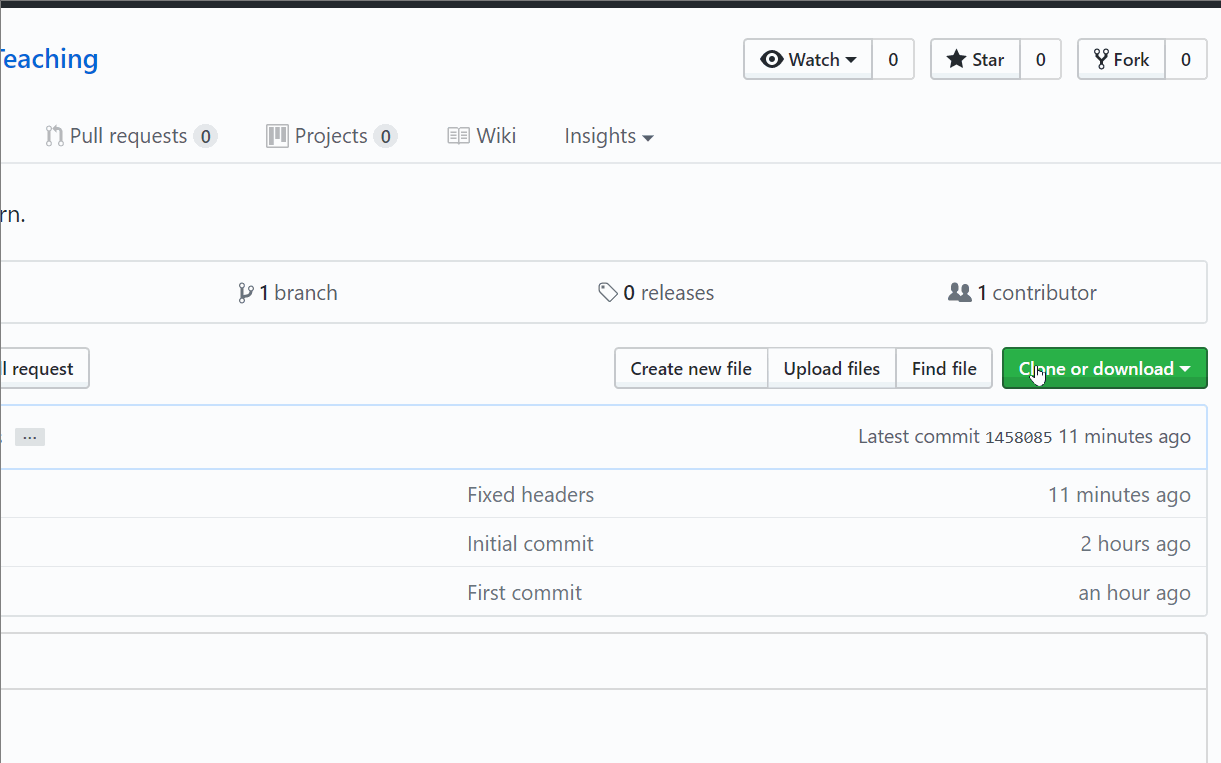 Teaching
Watch 0 Star 0 Fork 0
Pull requests 0 Projects 0 Wiki Insights
rn.
1 branch 0 releases 1 contributor
l request Create new file Upload files Find file Clone or download
... Latest commit 1458085 11 minutes ago
Fixed headers 11 minutes ago
Initial commit 2 hours ago
First commit an hour ago